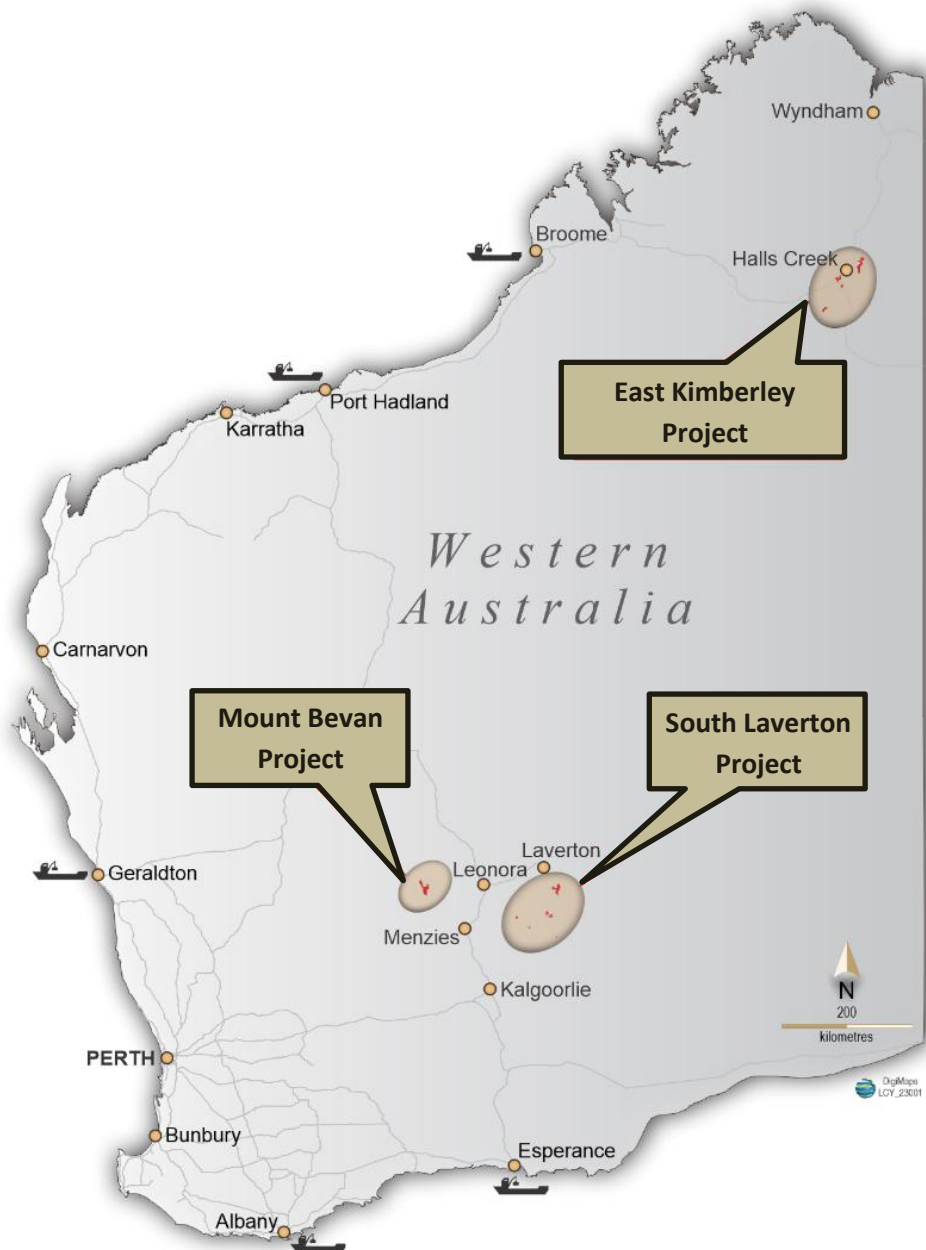 Wyndham
Broome
Halls Creek
East Kimberley
Project
Port Hadland
Karratha
Western
Australia
Carnarvon
Mount Bevan
Project
South Laverton
Project
Laverton
Leonora
Geraldton
Menzies
Kalgoorlie
N
200
kilometres
PERTH
DigiMaps
LCY_23001
Bunbury
Esperance
Albany